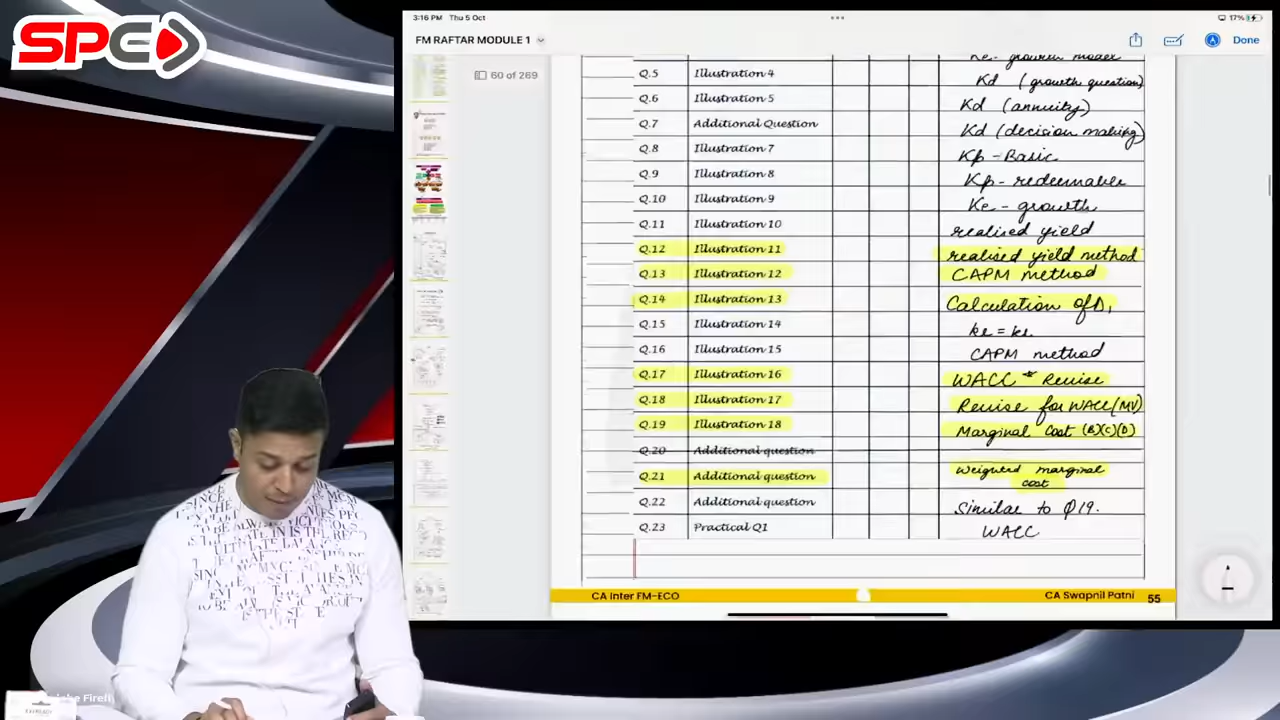 SPC
3:16 PM Thu 5 Oct
17%
FM RAFTAR MODULE 1
Done
60 of 269
Ke - growth model
Q.5 Illustration 4 Kd (growth question)
Q.6 Illustration 5 Kd (annuity)
Q.7 Additional Question Kd (decision making)
Q.8 Illustration 7 Kp - Basic
Q.9 Illustration 8 Kp - redeemable
Q.10 Illustration 9 Ke - growth
Q.11 Illustration 10 realised yield
Q.12 Illustration 11 realised yield method
Q.13 Illustration 12 CAPM method
Q.14 Illustration 13 Calculation of D1
Q.15 Illustration 14 ke = ke
Q.16 Illustration 15 CAPM method
Q.17 Illustration 16 WACC * Revise
Q.18 Illustration 17 Revise for WACC (MV)
Q.19 Illustration 18 Marginal Cost (B)(C)(D)
Q.20 Additional question
Q.21 Additional question Weighted marginal cost
Q.22 Additional question Similar to Q19.
Q.23 Practical Q1 WACC
CA Inter FM-ECO
CA Swapnil Patni 55